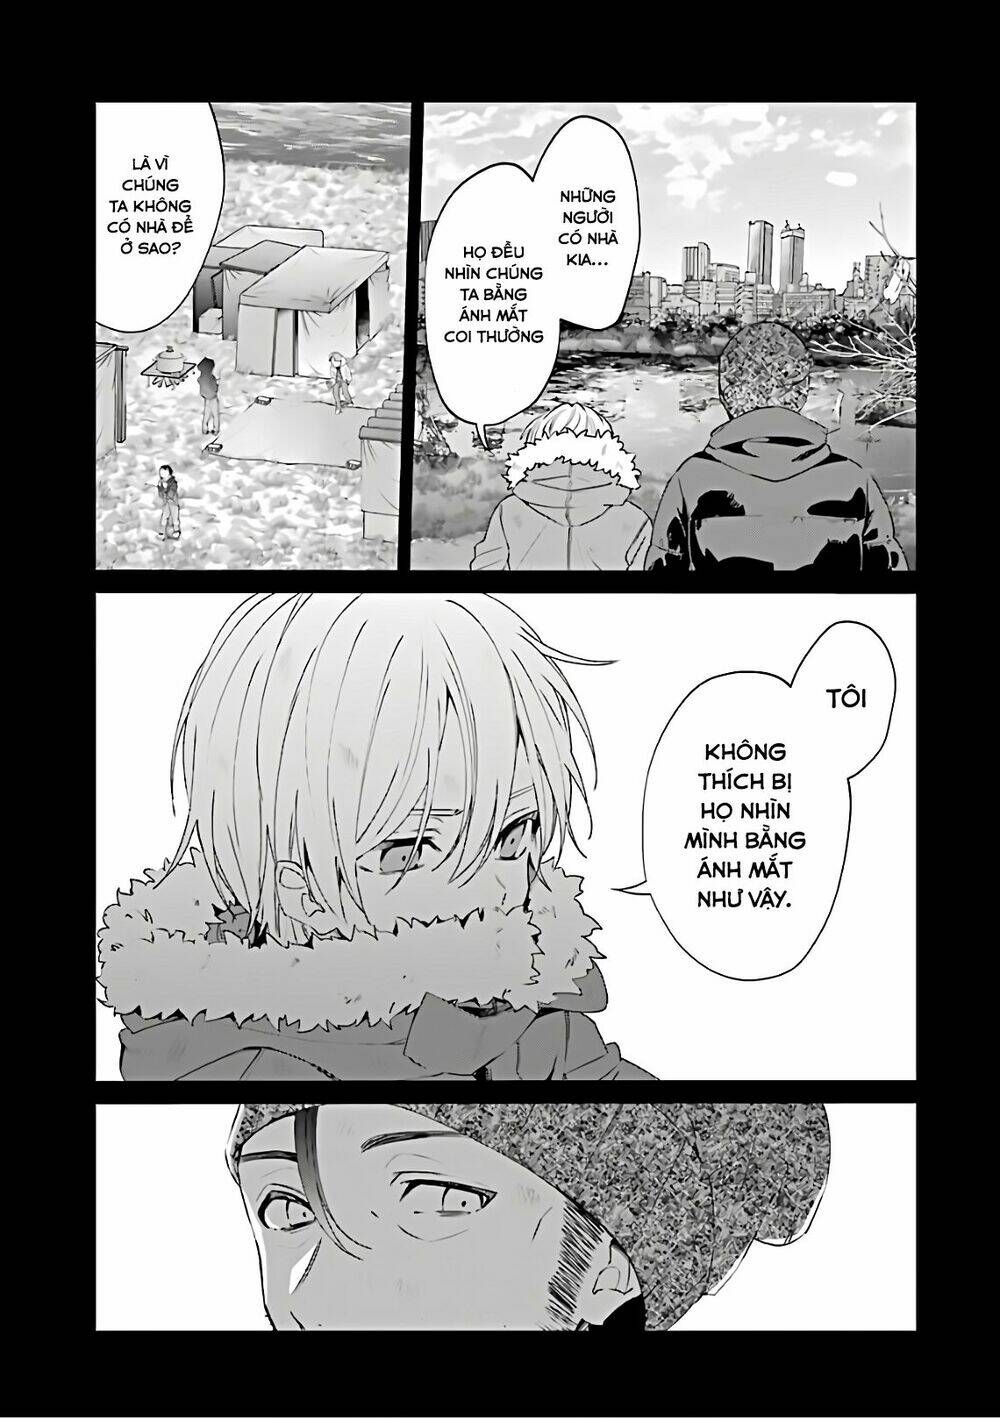 NHỮNG
NGƯỜI
CÓ NHÀ
KIA...
HỌ ĐỀU
NHÌN CHÚNG
TA BẰNG
ÁNH MẮT
COI THƯỜNG
LÀ VÌ
CHÚNG
TA KHÔNG
CÓ NHÀ ĐỂ
Ở SAO?
TÔI
KHÔNG
THÍCH BỊ
HỌ NHÌN
MÌNH BẰNG
ÁNH MẮT
NHƯ VẬY.